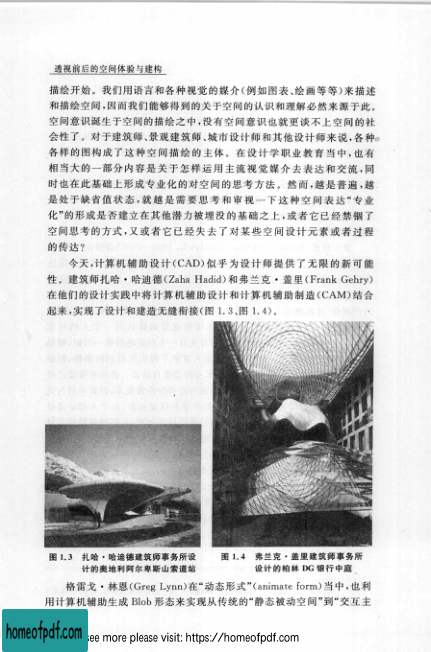 透视前后的空间体验与建构
描绘开始。我们用语言和各种视觉的媒介(例如图表、绘画等等)来描述
和描绘空间,因而我们能够得到的关于空间的认识和理解必然来源于此。
空间意识诞生于空间的描绘之中,没有空间意识也就更谈不上空间的社
会性了。对于建筑师、景观建筑师、城市设计师和其他设计师来说,各种
各样的图构成了这种空间描绘的主体。在设计学职业教育当中,也有
相当大的一部分内容是关于怎样运用主流视觉媒介去表达和交流,同
时也在此基础上形成专业化的对空间的思考方法。然而,越是普遍,越
是处于缺省值状态,就越是需要思考和审视一下这种空间表达“专业
化”的形成是否建立在其他潜力被埋没的基础之上,或者它已经禁锢了
空间思考的方式,又或者它已经失去了对某些空间设计元素或者过程
的传达?
今天,计算机辅助设计(CAD)似乎为设计师提供了无限的新可能
性。建筑师扎哈·哈迪德(Zaha Hadid)和弗兰克·盖里(Frank Gehry)
在他们的设计实践中将计算机辅助设计和计算机辅助制造(CAM)结合
起来,实现了设计和建造无缝衔接(图 1.3、图 1.4)。
图 1.3 扎哈·哈迪德建筑师事务所设
计的奥地利阿尔卑斯山索道站
图 1.4 弗兰克·盖里建筑师事务所
设计的柏林 DG 银行中庭
格雷戈·林恩(Greg Lynn)在“动态形式”(animate form)当中,也利
用计算机辅助生成 Blob 形态来实现从传统的“静态被动空间”到“交互主
homeofpdf.com
see more please visit: https://homeofpdf.com